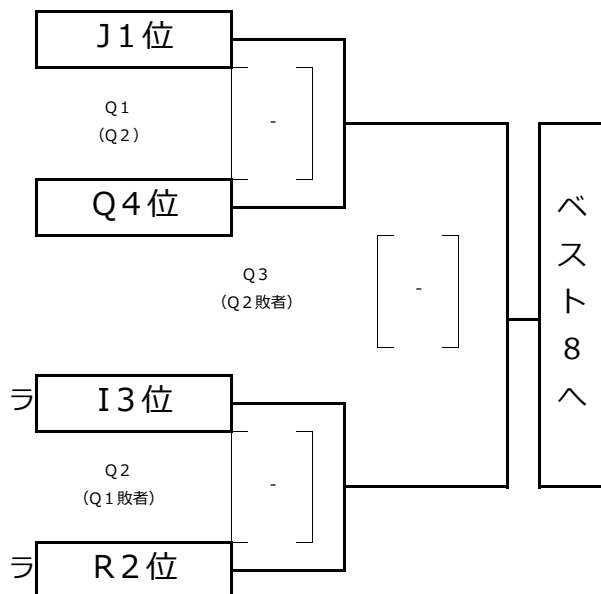 J1位
Q1
（Q2）
-
Q4位
Q3
（Q2敗者）
-
ラ
I3位
Q2
（Q1敗者）
-
ラ
R2位
ベスト8へ